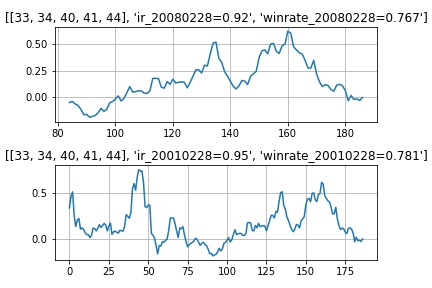 [[33, 34, 40, 41, 44], 'ir_20080228=0.92', 'winrate_20080228=0.767']
0.50
0.25
0.00
80 100 120 140 160 180
[[33, 34, 40, 41, 44], 'ir_20010228=0.95', 'winrate_20010228=0.781']
0.5
0.0
0 25 50 75 100 125 150 175